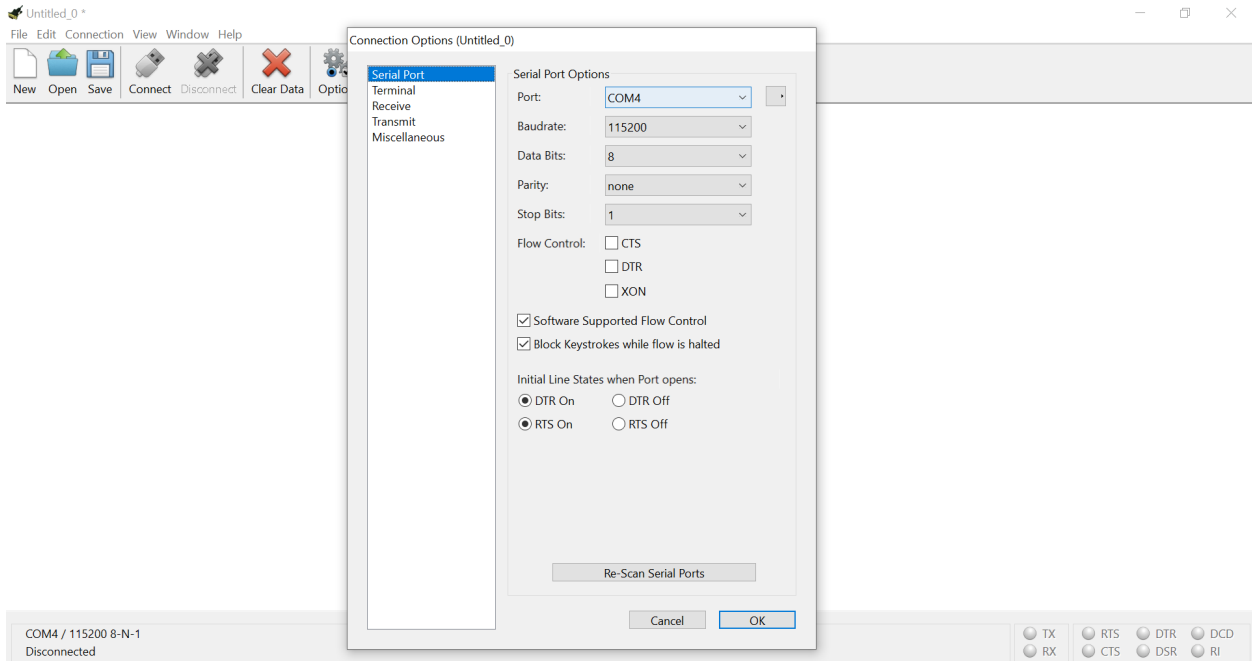 Untitled_0 *
File Edit Connection View Window Help
New Open Save Connect Disconnect Clear Data Optio
Connection Options (Untitled_0)
Serial Port
Terminal
Receive
Transmit
Miscellaneous
Serial Port Options
Port: COM4
Baudrate: 115200
Data Bits: 8
Parity: none
Stop Bits: 1
Flow Control: CTS
DTR
XON
Software Supported Flow Control
Block Keystrokes while flow is halted
Initial Line States when Port opens:
DTR On DTR Off
RTS On RTS Off
Re-Scan Serial Ports
Cancel OK
COM4 / 115200 8-N-1
Disconnected
TX RTS DTR DCD
RX CTS DSR RI